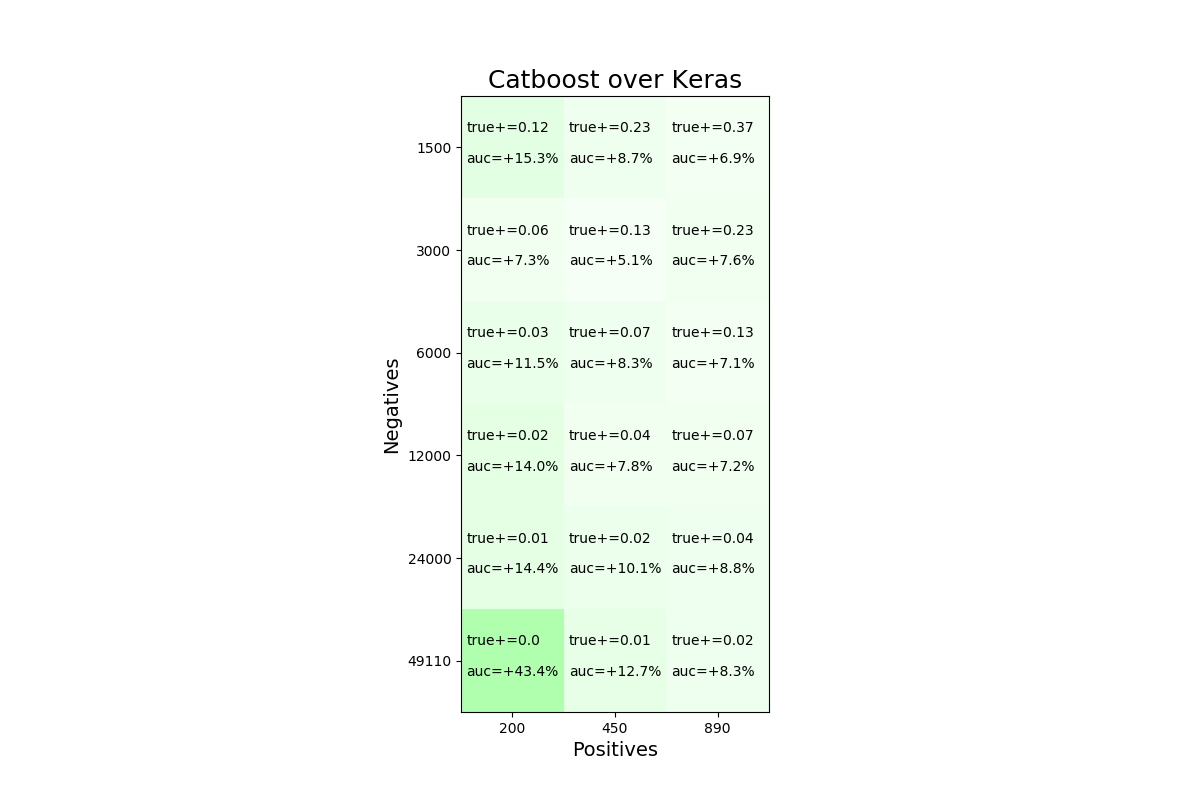 Catboost over Keras
true+=0.12 true+=0.23 true+=0.37
1500
auc=+15.3% auc=+8.7% auc=+6.9%
true+=0.06 true+=0.13 true+=0.23
3000
auc=+7.3% auc=+5.1% auc=+7.6%
true+=0.03 true+=0.07 true+=0.13
6000
auc=+11.5% auc=+8.3% auc=+7.1%
Negatives
true+=0.02 true+=0.04 true+=0.07
12000
auc=+14.0% auc=+7.8% auc=+7.2%
true+=0.01 true+=0.02 true+=0.04
24000
auc=+14.4% auc=+10.1% auc=+8.8%
true+=0.0 true+=0.01 true+=0.02
49110
auc=+43.4% auc=+12.7% auc=+8.3%
200 450 890
Positives